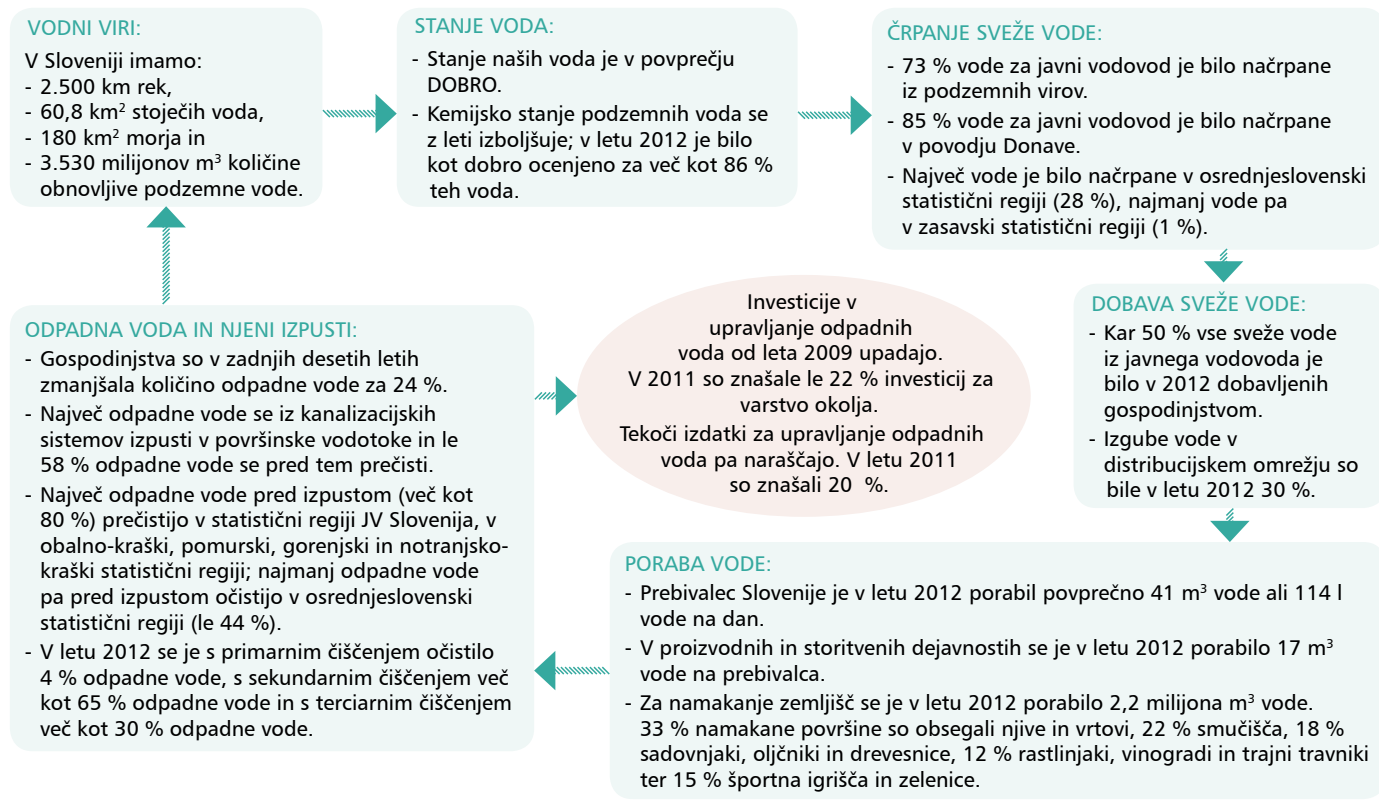 VODNI VIRI:
V Sloveniji imamo:
- 2.500 km rek,
- 60,8 km² stoječih voda,
- 180 km² morja in
- 3.530 milijonov m³ količine
obnovljive podzemne vode.
STANJE VODA:
- Stanje naših voda je v povprečju
DOBRO.
- Kemijsko stanje podzemnih voda se
z leti izboljšuje; v letu 2012 je bilo
kot dobro ocenjeno za več kot 86 %
teh voda.
ČRPANJE SVEŽE VODE:
- 73 % vode za javni vodovod je bilo načrpane
iz podzemnih virov.
- 85 % vode za javni vodovod je bilo načrpane
v povodju Donave.
- Največ vode je bilo načrpane v osrednjeslovenski
statistični regiji (28 %), najmanj vode pa
v zasavski statistični regiji (1 %).
DOBAVA SVEŽE VODE:
- Kar 50 % vse sveže vode
iz javnega vodovoda je
bilo v 2012 dobavljenih
gospodinjstvom.
- Izgube vode v
distribucijskem omrežju so
bile v letu 2012 30 %.
PORABA VODE:
- Prebivalec Slovenije je v letu 2012 porabil povprečno 41 m³ vode ali 114 l
vode na dan.
- V proizvodnih in storitvenih dejavnostih se je v letu 2012 porabilo 17 m³
vode na prebivalca.
- Za namakanje zemljišč se je v letu 2012 porabilo 2,2 milijona m³ vode.
33 % namakane površine so obsegali njive in vrtovi, 22 % smučišča, 18 %
sadovnjaki, oljčniki in drevesnice, 12 % rastlinjaki, vinogradi in trajni travniki
ter 15 % športna igrišča in zelenice.
ODPADNA VODA IN NJENI IZPUSTI:
- Gospodinjstva so v zadnjih desetih letih
zmanjšala količino odpadne vode za 24 %.
- Največ odpadne vode se iz kanalizacijskih
sistemov izpusti v površinske vodotoke in le
58 % odpadne vode se pred tem prečisti.
- Največ odpadne vode pred izpustom (več kot
80 %) prečistijo v statistični regiji JV Slovenija, v
obalno-kraški, pomurski, gorenjski in notranjsko-
kraški statistični regiji; najmanj odpadne vode
pa pred izpustom očistijo v osrednjeslovenski
statistični regiji (le 44 %).
- V letu 2012 se je s primarnim čiščenjem očistilo
4 % odpadne vode, s sekundarnim čiščenjem več
kot 65 % odpadne vode in s terciarnim čiščenjem
več kot 30 % odpadne vode.
Investicije v
upravljanje odpadnih
voda od leta 2009 upadajo.
V 2011 so znašale le 22 % investicij za
varstvo okolja.
Tekoči izdatki za upravljanje odpadnih
voda pa naraščajo. V letu 2011
so znašali 20 %.